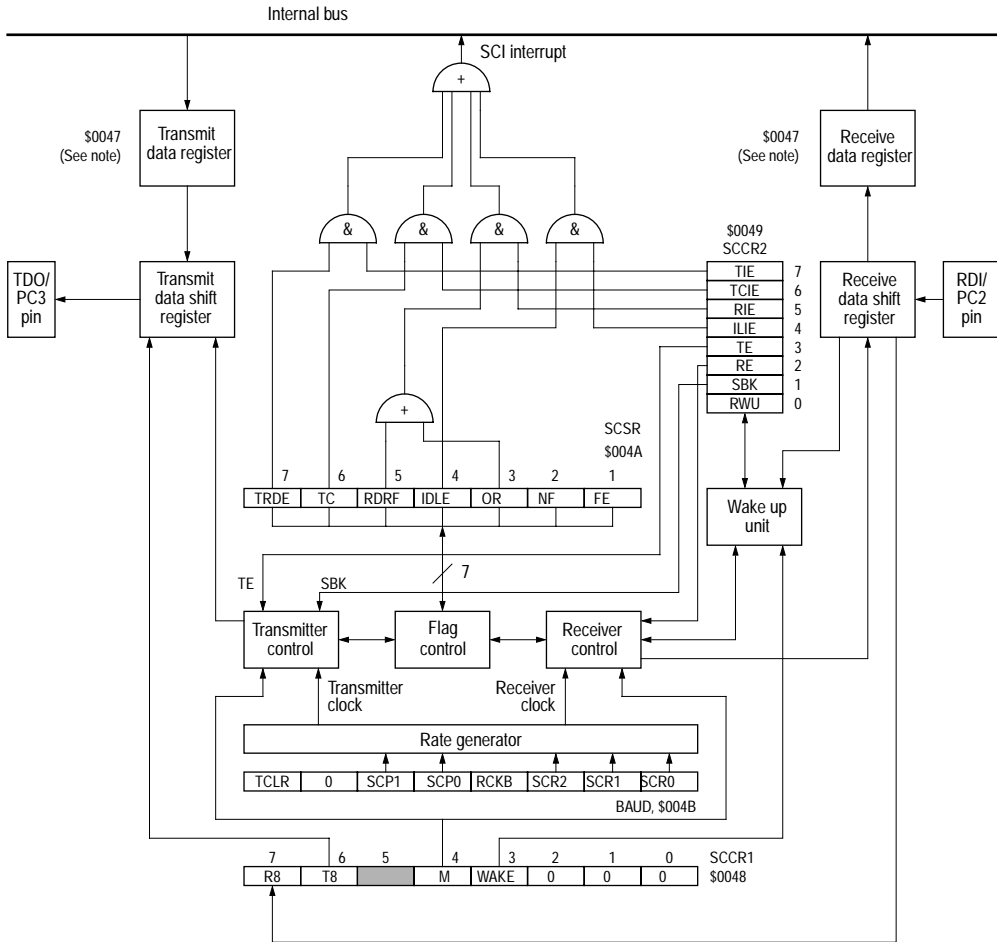 Internal bus
SCI interrupt
+
$0047
(See note)
Transmit
data register
$0047
(See note)
Receive
data register
&
&
&
&
$0049
SCCR2
TDO/
PC3
pin
Transmit
data shift
register
TIE 7
TCIE 6
RIE 5
ILIE 4
TE 3
RE 2
SBK 1
RWU 0
Receive
data shift
register
RDI/
PC2
pin
+
SCSR
$004A
7 6 5 4 3 2 1
TRDE TC RDRF IDLE OR NF FE
Wake up
unit
7
TE
SBK
Transmitter
control
Flag
control
Receiver
control
Transmitter
clock
Receiver
clock
Rate generator
TCLR 0 SCP1 SCP0 RCKB SCR2 SCR1 SCR0
BAUD, $004B
7 6 5 4 3 2 1 0 SCCR1
R8 T8 M WAKE 0 0 0 $0048